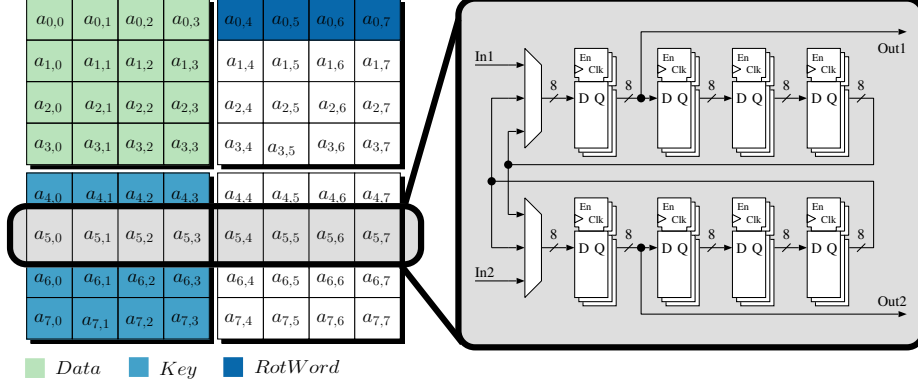 a0,0 a0,1 a0,2 a0,3 a0,4 a0,5 a0,6 a0,7
a1,0 a1,1 a1,2 a1,3 a1,4 a1,5 a1,6 a1,7
a2,0 a2,1 a2,2 a2,3 a2,4 a2,5 a2,6 a2,7
a3,0 a3,1 a3,2 a3,3 a3,4 a3,5 a3,6 a3,7
a4,0 a4,1 a4,2 a4,3 a4,4 a4,5 a4,6 a4,7
a5,0 a5,1 a5,2 a5,3 a5,4 a5,5 a5,6 a5,7
a6,0 a6,1 a6,2 a6,3 a6,4 a6,5 a6,6 a6,7
a7,0 a7,1 a7,2 a7,3 a7,4 a7,5 a7,6 a7,7
Data Key RotWord
Out1
In1
En En En En
Clk Clk Clk Clk
8 8 8 8 8
D Q D Q D Q D Q
En En En En
Clk Clk Clk Clk
8 8 8 8 8
D Q D Q D Q D Q
In2
Out2